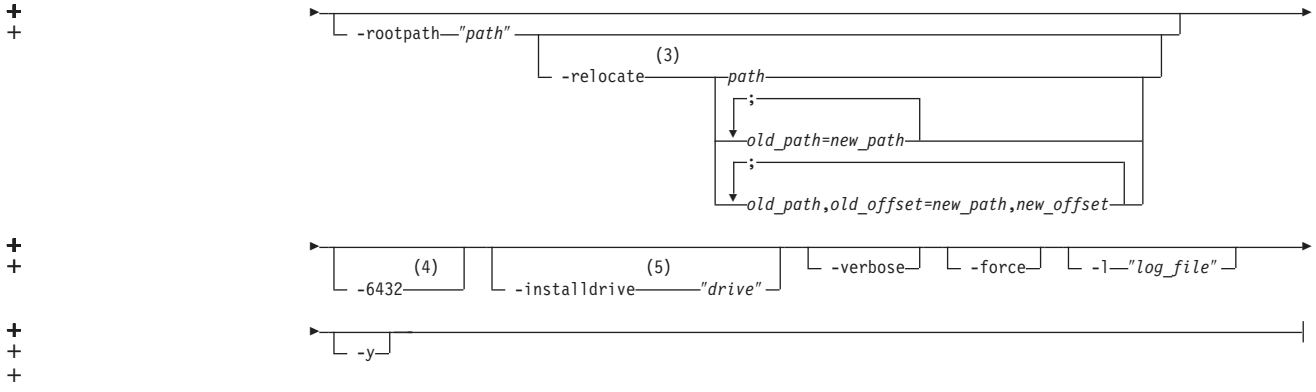 +
+ -rootpath "path"
(3)
-relocate path
;
old_path=new_path
;
old_path,old_offset=new_path,new_offset
+
+ (4) (5) -verbose -force -l "log_file"
-6432 -installdrive "drive"
+
+ -y
+